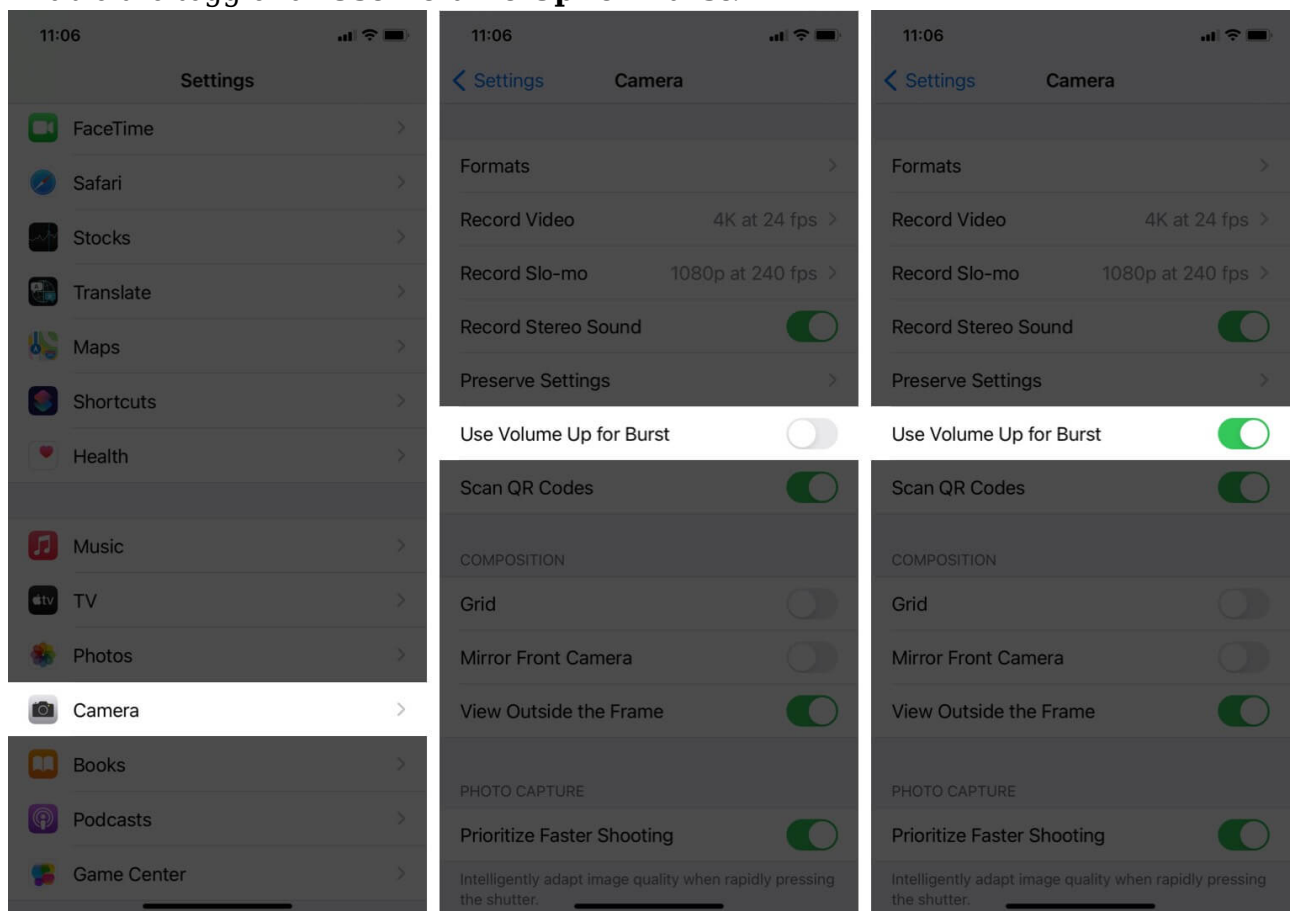 11:06
Settings
FaceTime
Safari
Stocks
Translate
Maps
Shortcuts
Health
Music
tv TV
Photos
Camera
Books
Podcasts
Game Center
11:06
Settings Camera
Formats
Record Video 4K at 24 fps
Record Slo-mo 1080p at 240 fps
Record Stereo Sound
Preserve Settings
Use Volume Up for Burst
Scan QR Codes
COMPOSITION
Grid
Mirror Front Camera
View Outside the Frame
PHOTO CAPTURE
Prioritize Faster Shooting
Intelligently adapt image quality when rapidly pressing
the shutter.
11:06
Settings Camera
Formats
Record Video 4K at 24 fps
Record Slo-mo 1080p at 240 fps
Record Stereo Sound
Preserve Settings
Use Volume Up for Burst
Scan QR Codes
COMPOSITION
Grid
Mirror Front Camera
View Outside the Frame
PHOTO CAPTURE
Prioritize Faster Shooting
Intelligently adapt image quality when rapidly pressing
the shutter.